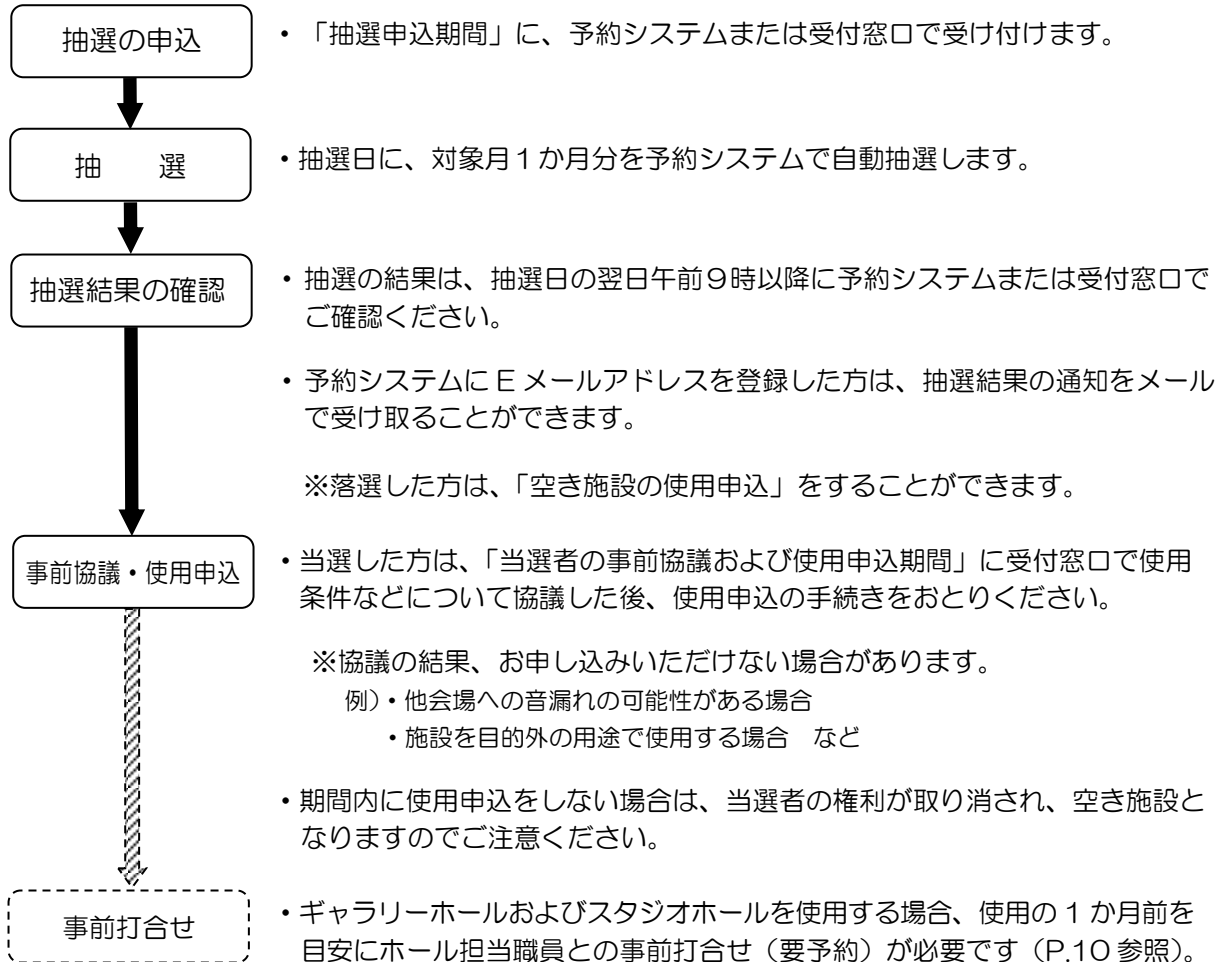 抽選の申込
・「抽選申込期間」に、予約システムまたは受付窓口で受け付けます。
抽　　選
・抽選日に、対象月１か月分を予約システムで自動抽選します。
抽選結果の確認
・抽選の結果は、抽選日の翌日午前９時以降に予約システムまたは受付窓口で
ご確認ください。
・予約システムにＥメールアドレスを登録した方は、抽選結果の通知をメール
で受け取ることができます。
※落選した方は、「空き施設の使用申込」をすることができます。
事前協議・使用申込
・当選した方は、「当選者の事前協議および使用申込期間」に受付窓口で使用
条件などについて協議した後、使用申込の手続きをおとりください。
※協議の結果、お申し込みいただけない場合があります。
例）・他会場への音漏れの可能性がある場合
・施設を目的外の用途で使用する場合　など
・期間内に使用申込をしない場合は、当選者の権利が取り消され、空き施設と
なりますのでご注意ください。
事前打合せ
・ギャラリーホールおよびスタジオホールを使用する場合、使用の 1 か月前を
目安にホール担当職員との事前打合せ（要予約）が必要です（P.10 参照）。